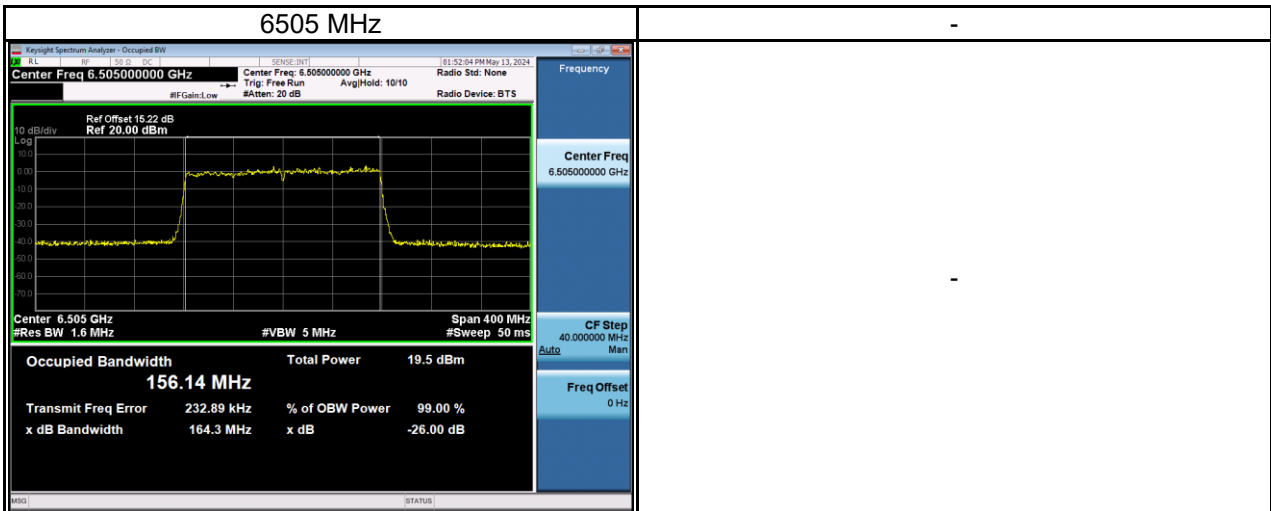 6505 MHz
-
Keysight Spectrum Analyzer - Occupied BW
RL RF 50 Ω DC SENSE:INT 01:52:04 PM May 13, 2024
Center Freq 6.505000000 GHz
Center Freq: 6.505000000 GHz
Radio Std: None
Trig: Free Run Avg|Hold: 10/10
#IFGain:Low
#Atten: 20 dB
Radio Device: BTS
Frequency
Ref Offset 15.22 dB
10 dB/div Ref 20.00 dBm
Log
10.0
0.00
-10.0
-20.0
-30.0
-40.0
-50.0
-60.0
-70.0
Center Freq
6.505000000 GHz
Center 6.505 GHz
Span 400 MHz
#Res BW 1.6 MHz
#VBW 5 MHz
#Sweep 50 ms
CF Step
40.000000 MHz
Auto Man
Occupied Bandwidth
156.14 MHz
Total Power 19.5 dBm
Freq Offset
0 Hz
Transmit Freq Error 232.89 kHz
% of OBW Power 99.00 %
x dB Bandwidth 164.3 MHz
x dB -26.00 dB
MSG
STATUS
-